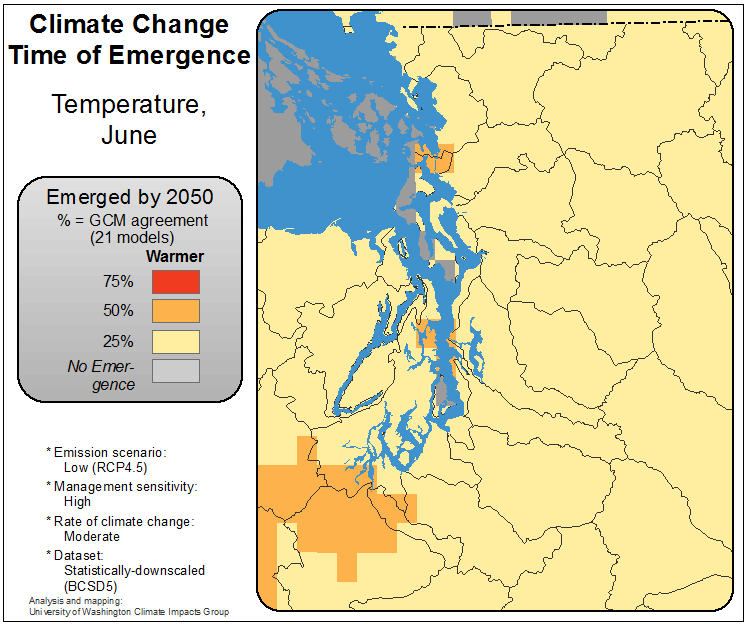 Climate Change
Time of Emergence
Temperature,
June
Emerged by 2050
% = GCM agreement
(21 models)
Warmer
75%
50%
25%
No Emer-
gence
* Emission scenario:
Low (RCP4.5)
* Management sensitivity:
High
* Rate of climate change:
Moderate
* Dataset:
Statistically-downscaled
(BCSD5)
Analysis and mapping:
University of Washington Climate Impacts Group